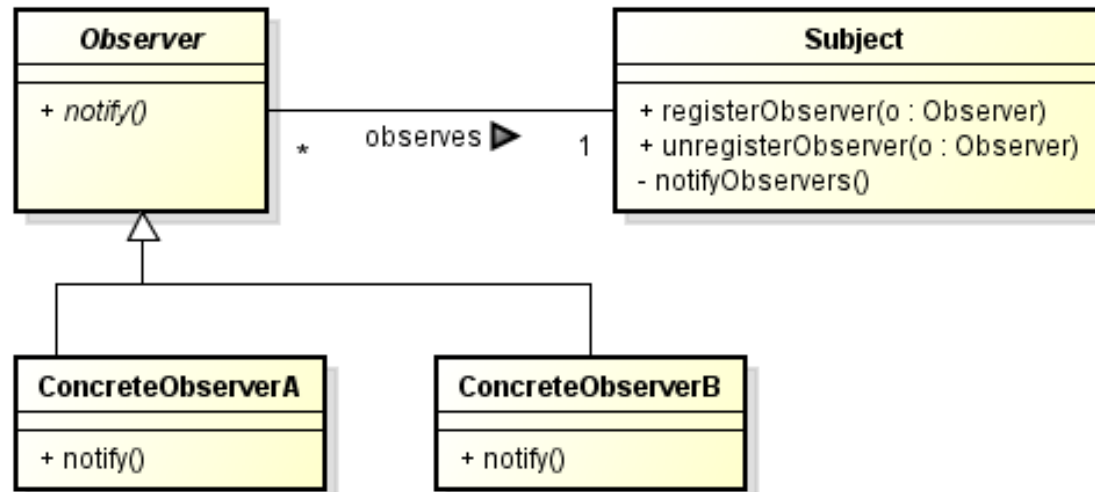 Observer
+ notify()
Subject
+ registerObserver(o : Observer)
+ unregisterObserver(o : Observer)
- notifyObservers()
* observes 1
ConcreteObserverA
+ notify()
ConcreteObserverB
+ notify()